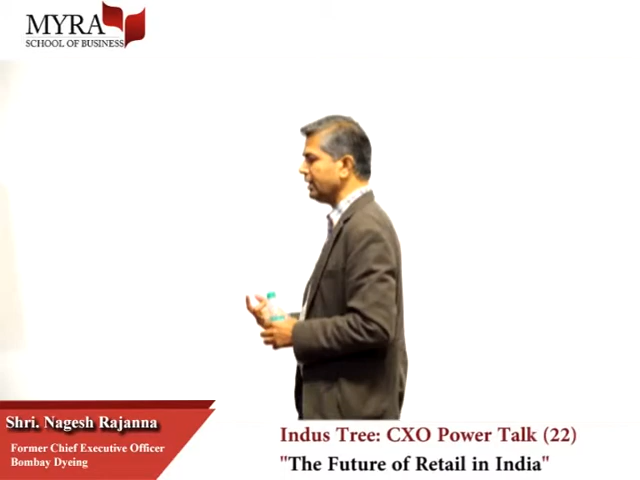 MYRA
SCHOOL OF BUSINESS
Shri. Nagesh Rajanna
Former Chief Executive Officer
Bombay Dyeing
Indus Tree: CXO Power Talk (22)
"The Future of Retail in India"